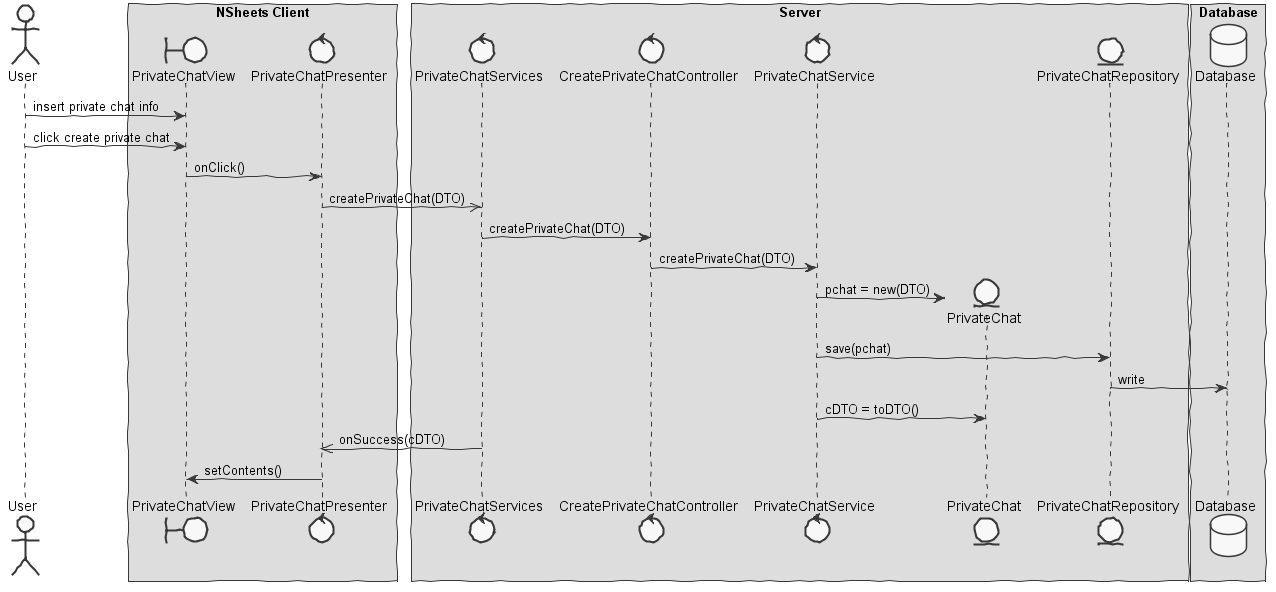 NSheets Client
Server
Database
User
PrivateChatView
PrivateChatPresenter
PrivateChatServices
CreatePrivateChatController
PrivateChatService
PrivateChatRepository
Database
insert private chat info
click create private chat
onClick()
createPrivateChat(DTO)
createPrivateChat(DTO)
createPrivateChat(DTO)
pchat = new(DTO)
PrivateChat
save(pchat)
write
cDTO = toDTO()
onSuccess(cDTO)
setContents()
User
PrivateChatView
PrivateChatPresenter
PrivateChatServices
CreatePrivateChatController
PrivateChatService
PrivateChat
PrivateChatRepository
Database